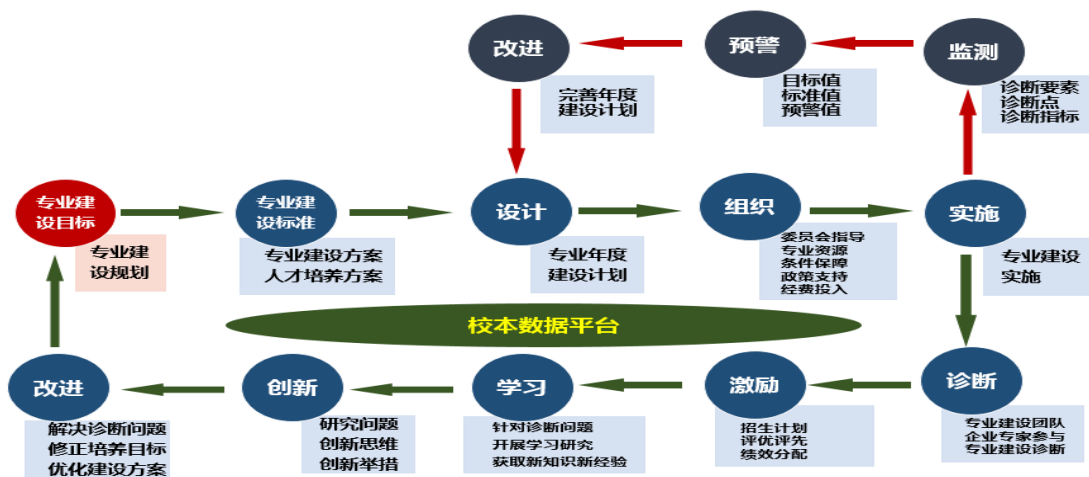 改进
预警
监测
完善年度
建设计划
目标值
标准值
预警值
诊断要素
诊断点
诊断指标
专业建
设目标
专业建
设标准
设计
组织
实施
专业建
设规划
专业建设方案
人才培养方案
专业年度
建设计划
委员会指导
专业资源
条件保障
政策支持
经费投入
专业建设
实施
校本数据平台
改进
创新
学习
激励
诊断
解决诊断问题
修正培养目标
优化建设方案
研究问题
创新思维
创新举措
针对诊断问题
开展学习研究
获取新知识新经验
招生计划
评优评先
绩效分配
专业建设团队
企业专家参与
专业建设诊断